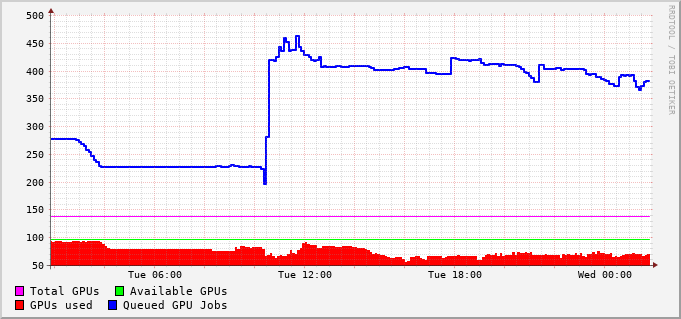 500
450
400
350
300
250
200
150
100
50
Tue 06:00 Tue 12:00 Tue 18:00 Wed 00:00
Total GPUs Available GPUs
GPUs used Queued GPU Jobs
RRDTOOL / TOBI OETIKER